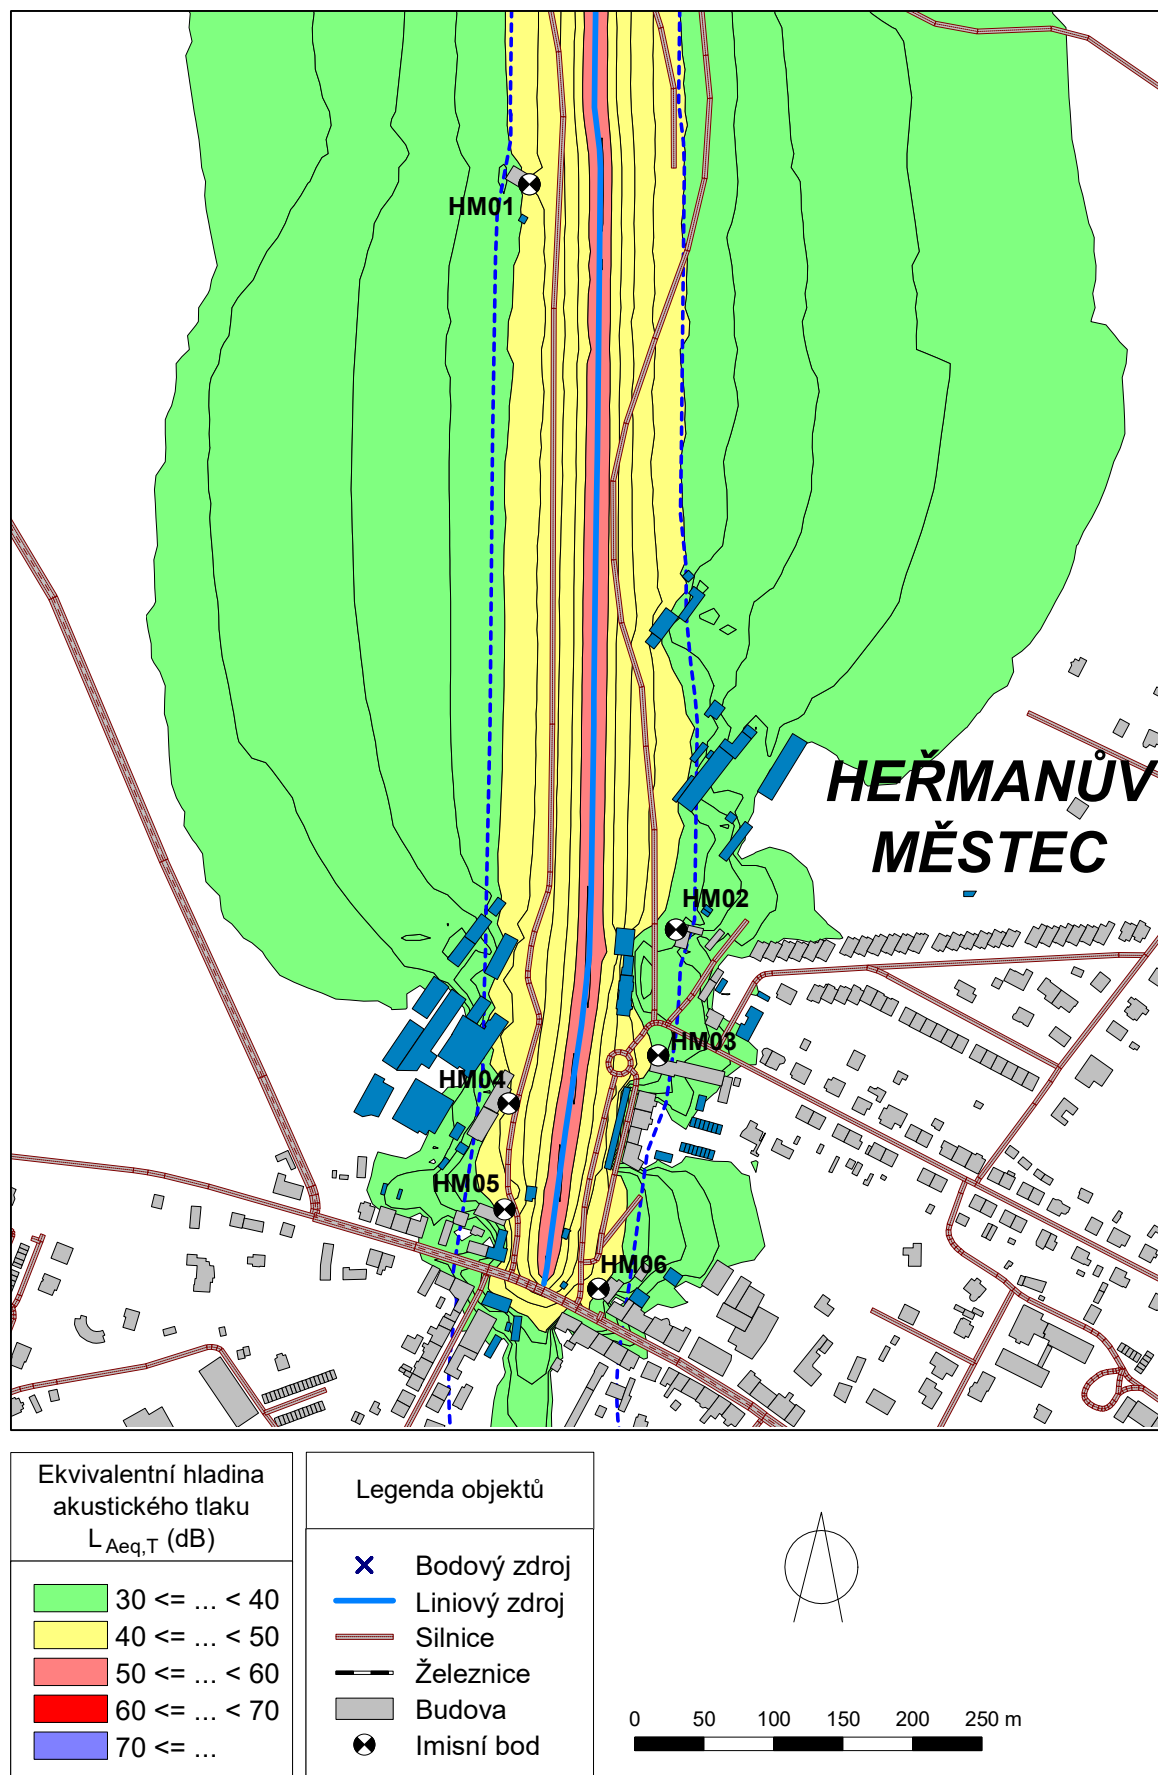 HM01
HEŘMANŮV
MĚSTEC
HM02
HM03
HM04
HM05
HM06
Ekvivalentní hladina
akustického tlaku
L Aeq,T (dB)
30 <= ... < 40
40 <= ... < 50
50 <= ... < 60
60 <= ... < 70
70 <= ...
Legenda objektů
Bodový zdroj
Liniový zdroj
Silnice
Železnice
Budova
Imisní bod
0 50 100 150 200 250 m